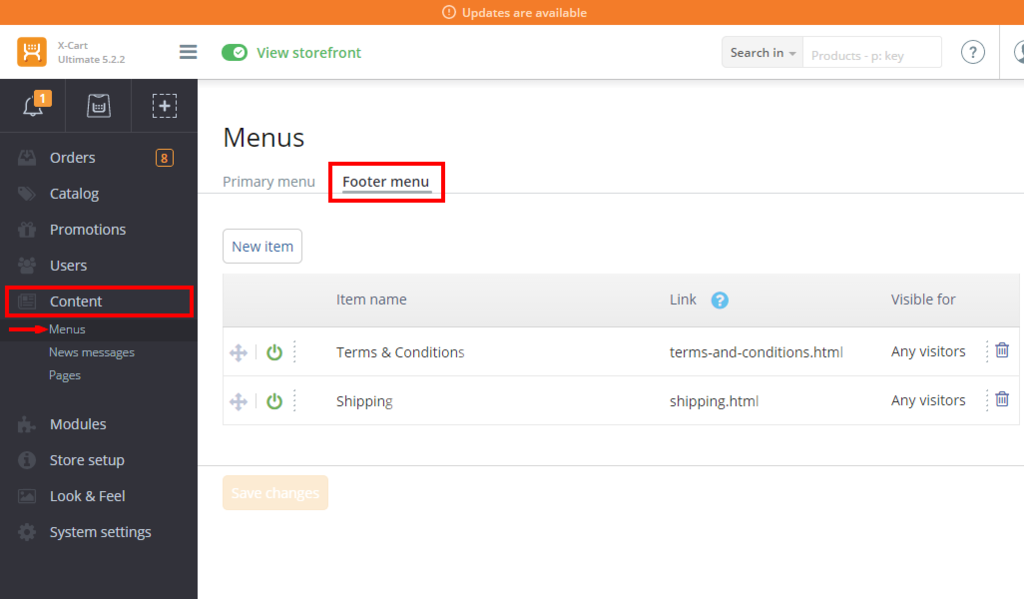 Updates are available
X-Cart
Ultimate 5.2.2
View storefront
Search in
Products - p: key
?
1
Orders 8
Catalog
Promotions
Users
Content
Menus
News messages
Pages
Modules
Store setup
Look & Feel
System settings
Menus
Primary menu Footer menu
New item
Item name Link ? Visible for
Terms & Conditions terms-and-conditions.html Any visitors
Shipping shipping.html Any visitors
Save changes